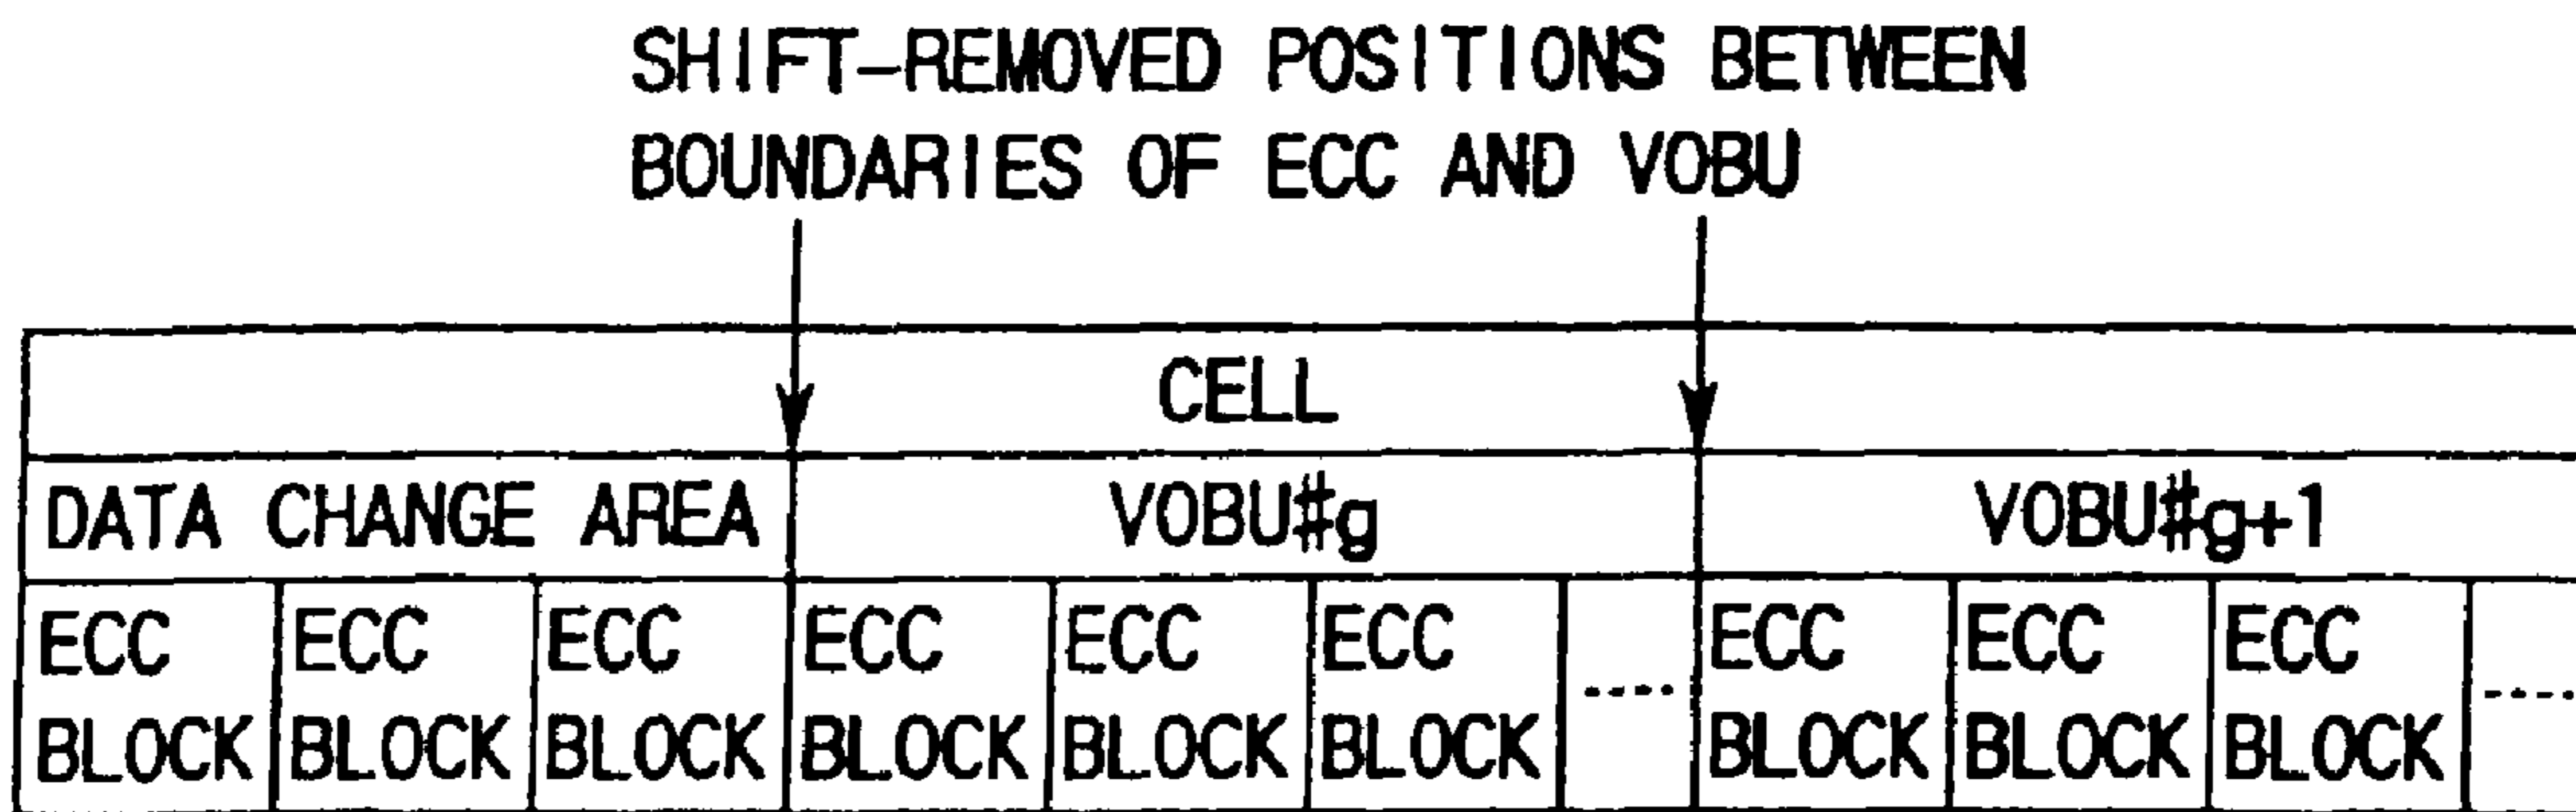 SHIFT-REMOVED POSITIONS BETWEEN
BOUNDARIES OF ECC AND VOBU
CELL
DATA CHANGE AREA VOBU#g VOBU#g+1
ECC ECC ECC ECC ECC ECC ECC ECC ECC
BLOCK BLOCK BLOCK BLOCK BLOCK BLOCK ..... BLOCK BLOCK BLOCK ....